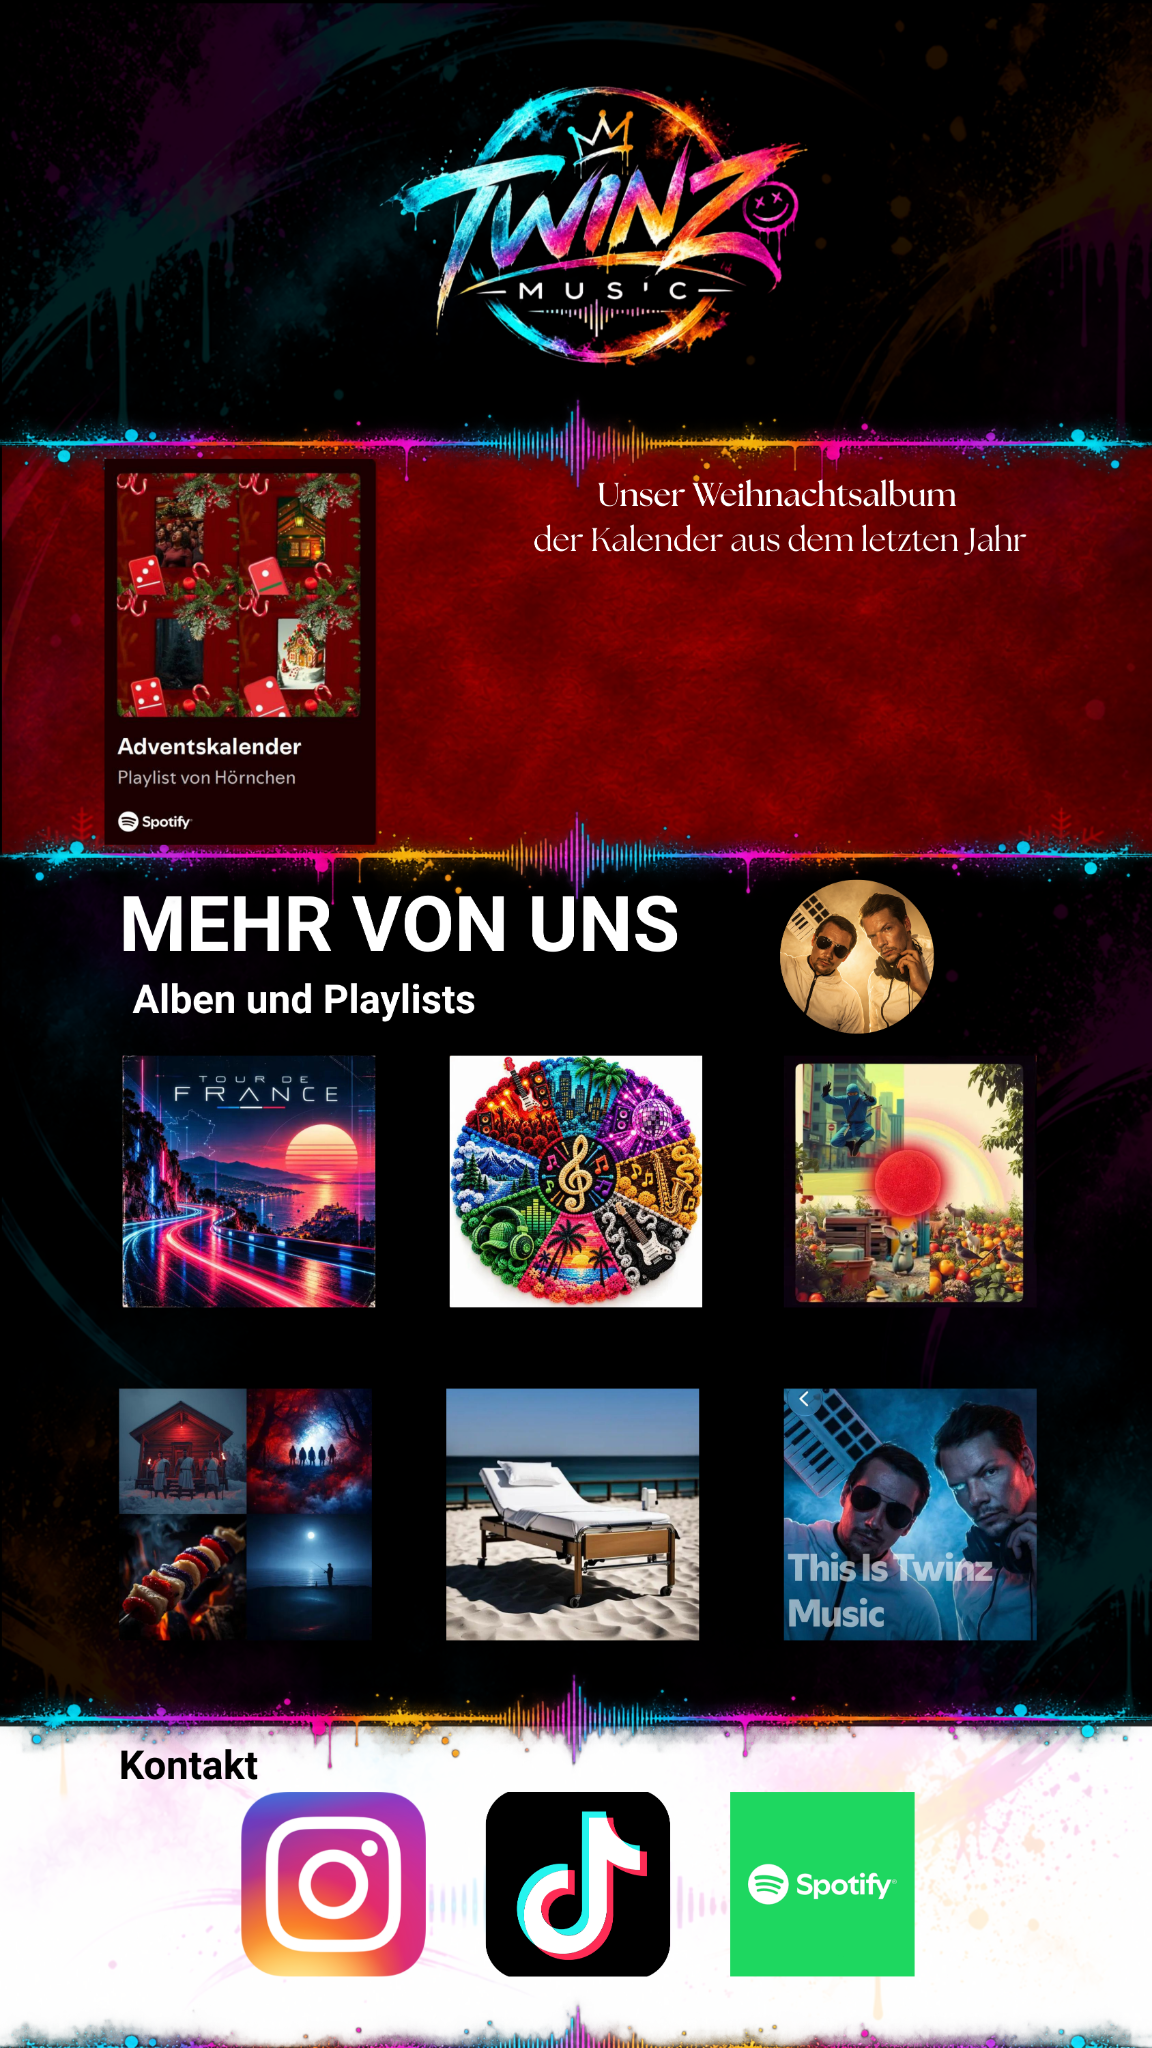 TWINZ
MUSIC
Unser Weihnachtsalbum
der Kalender aus dem letzten Jahr
Adventskalender
Playlist von Hörnchen
Spotify
MEHR VON UNS
Alben und Playlists
TOUR DE
FRANCE
This Is Twinz
Music
Kontakt
Spotify